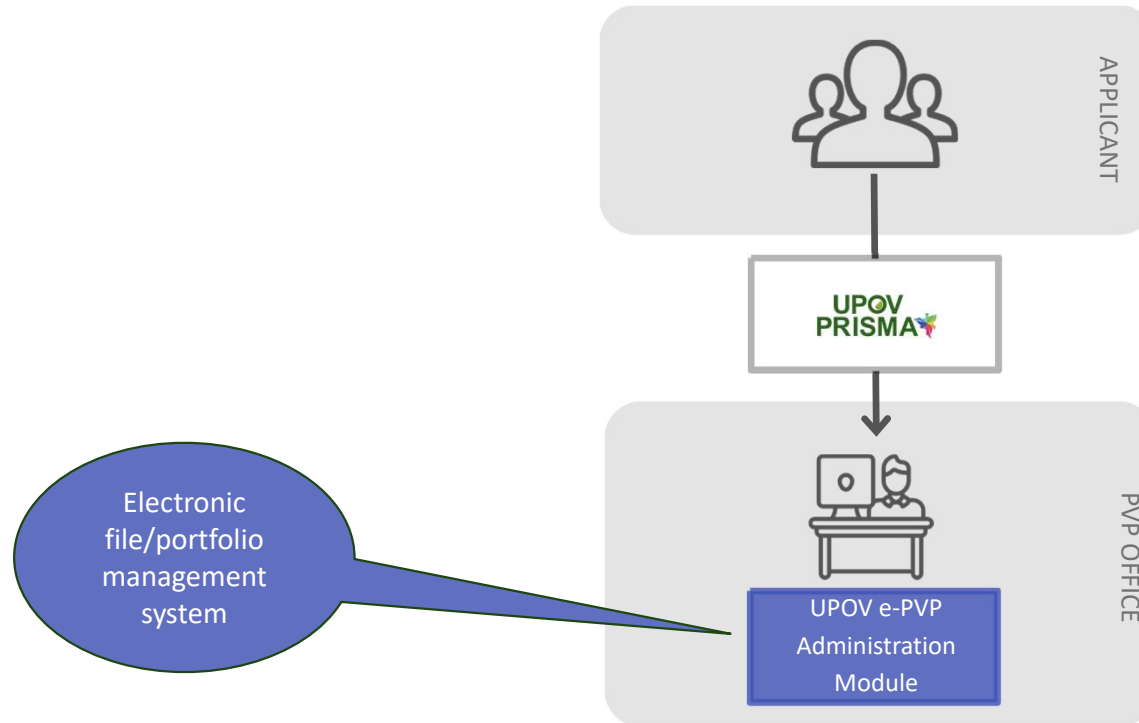 APPLICANT
UPOV
PRISMA
Electronic
file/portfolio
management
system
PVP OFFICE
UPOV e-PVP
Administration
Module